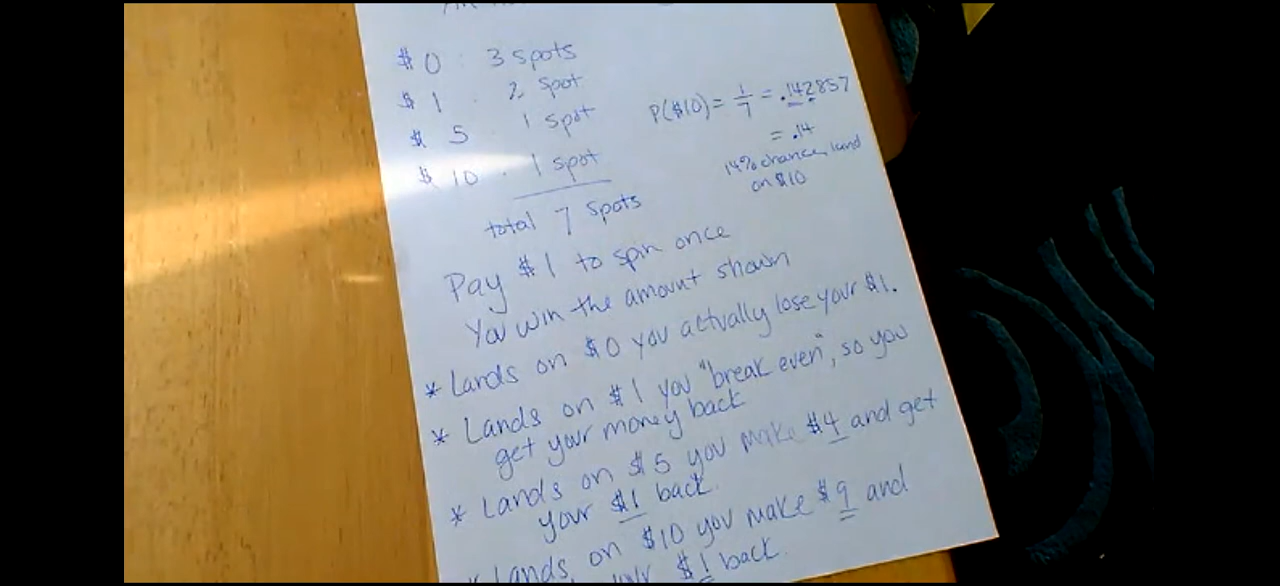 $0 : 3 spots
$1 : 2 spot
$5 1 spot
$10 . 1 spot
total 7 spots
P($10) = 1/7 = .142857
= .14
14% chance land
on $10
Pay $1 to spin once
You win the amount shown
* Lands on $0 you actually lose your $1.
* Lands on $1 you "break even", so you
get your money back
* Lands on $5 you make $4 and get
your $1 back.
* Lands on $10 you make $9 and
your $1 back.